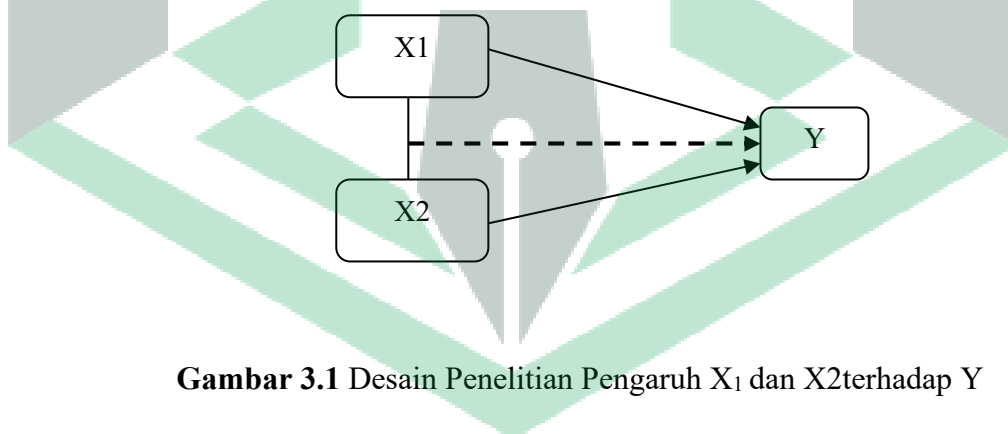 X1
Y
X2
Gambar 3.1 Desain Penelitian Pengaruh X₁ dan X2terhadap Y